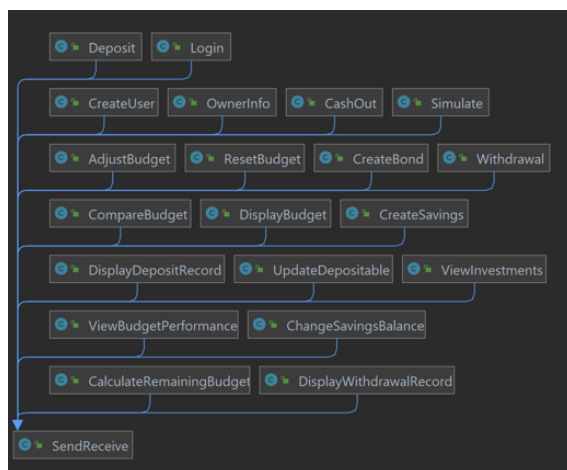 Deposit Login
CreateUser OwnerInfo CashOut Simulate
AdjustBudget ResetBudget CreateBond Withdrawal
CompareBudget DisplayBudget CreateSavings
DisplayDepositRecord UpdateDepositable ViewInvestments
ViewBudgetPerformance ChangeSavingsBalance
CalculateRemainingBudget DisplayWithdrawalRecord
SendReceive